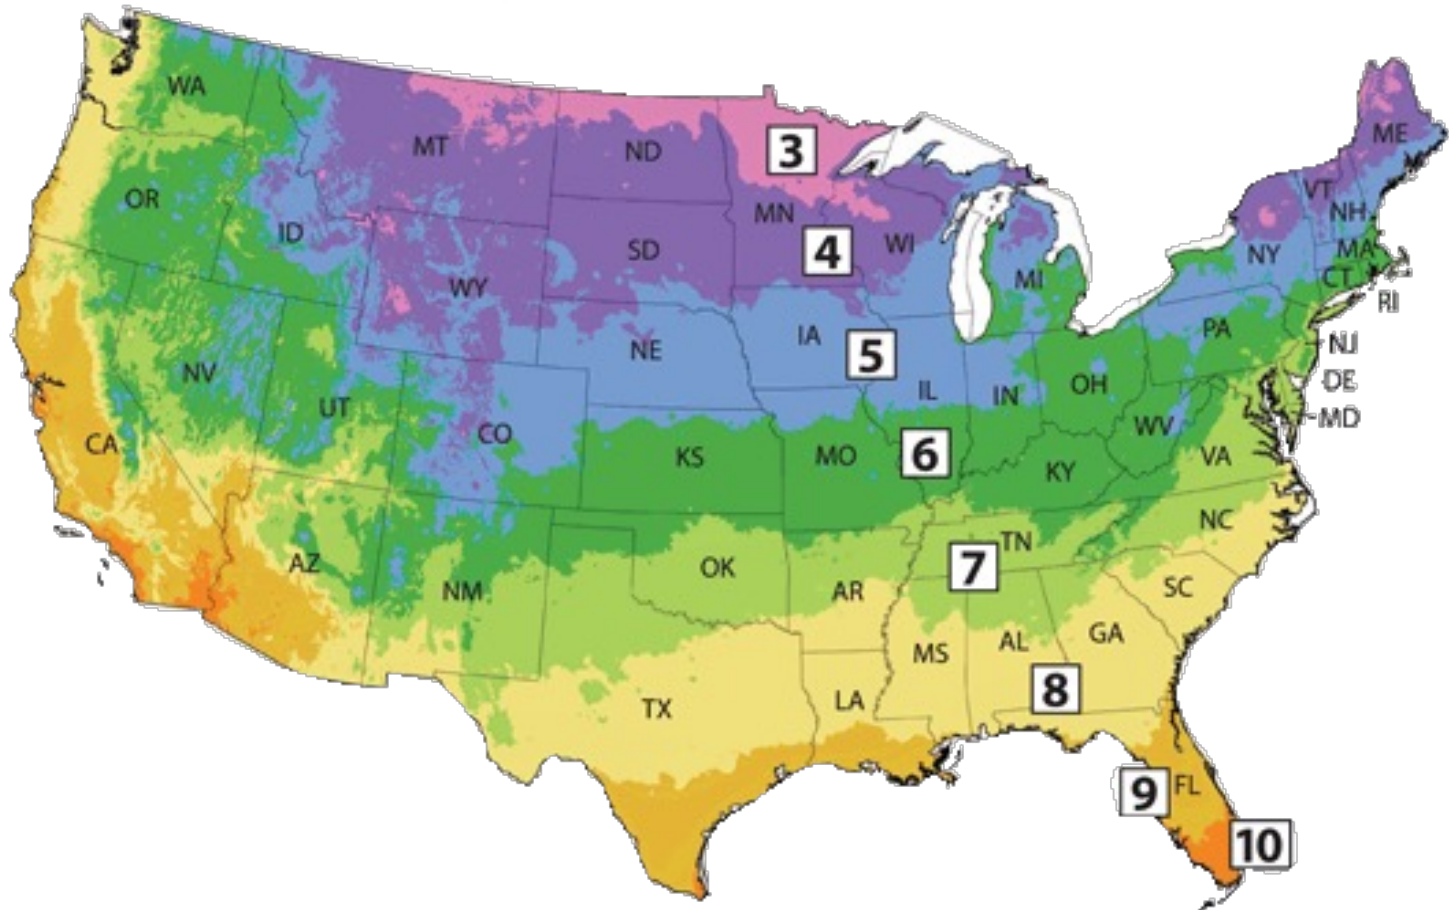 WA
MT
ND
3
ME
OR
ID
MN
SD
4
WI
VT
NH
NY
MA
CT
RI
WY
MI
NV
UT
NE
IA
5
IL
IN
OH
PA
NJ
DE
MD
CA
CO
KS
MO
6
KY
WV
VA
AZ
NM
OK
AR
7
TN
NC
SC
TX
LA
MS
AL
GA
8
9
FL
10